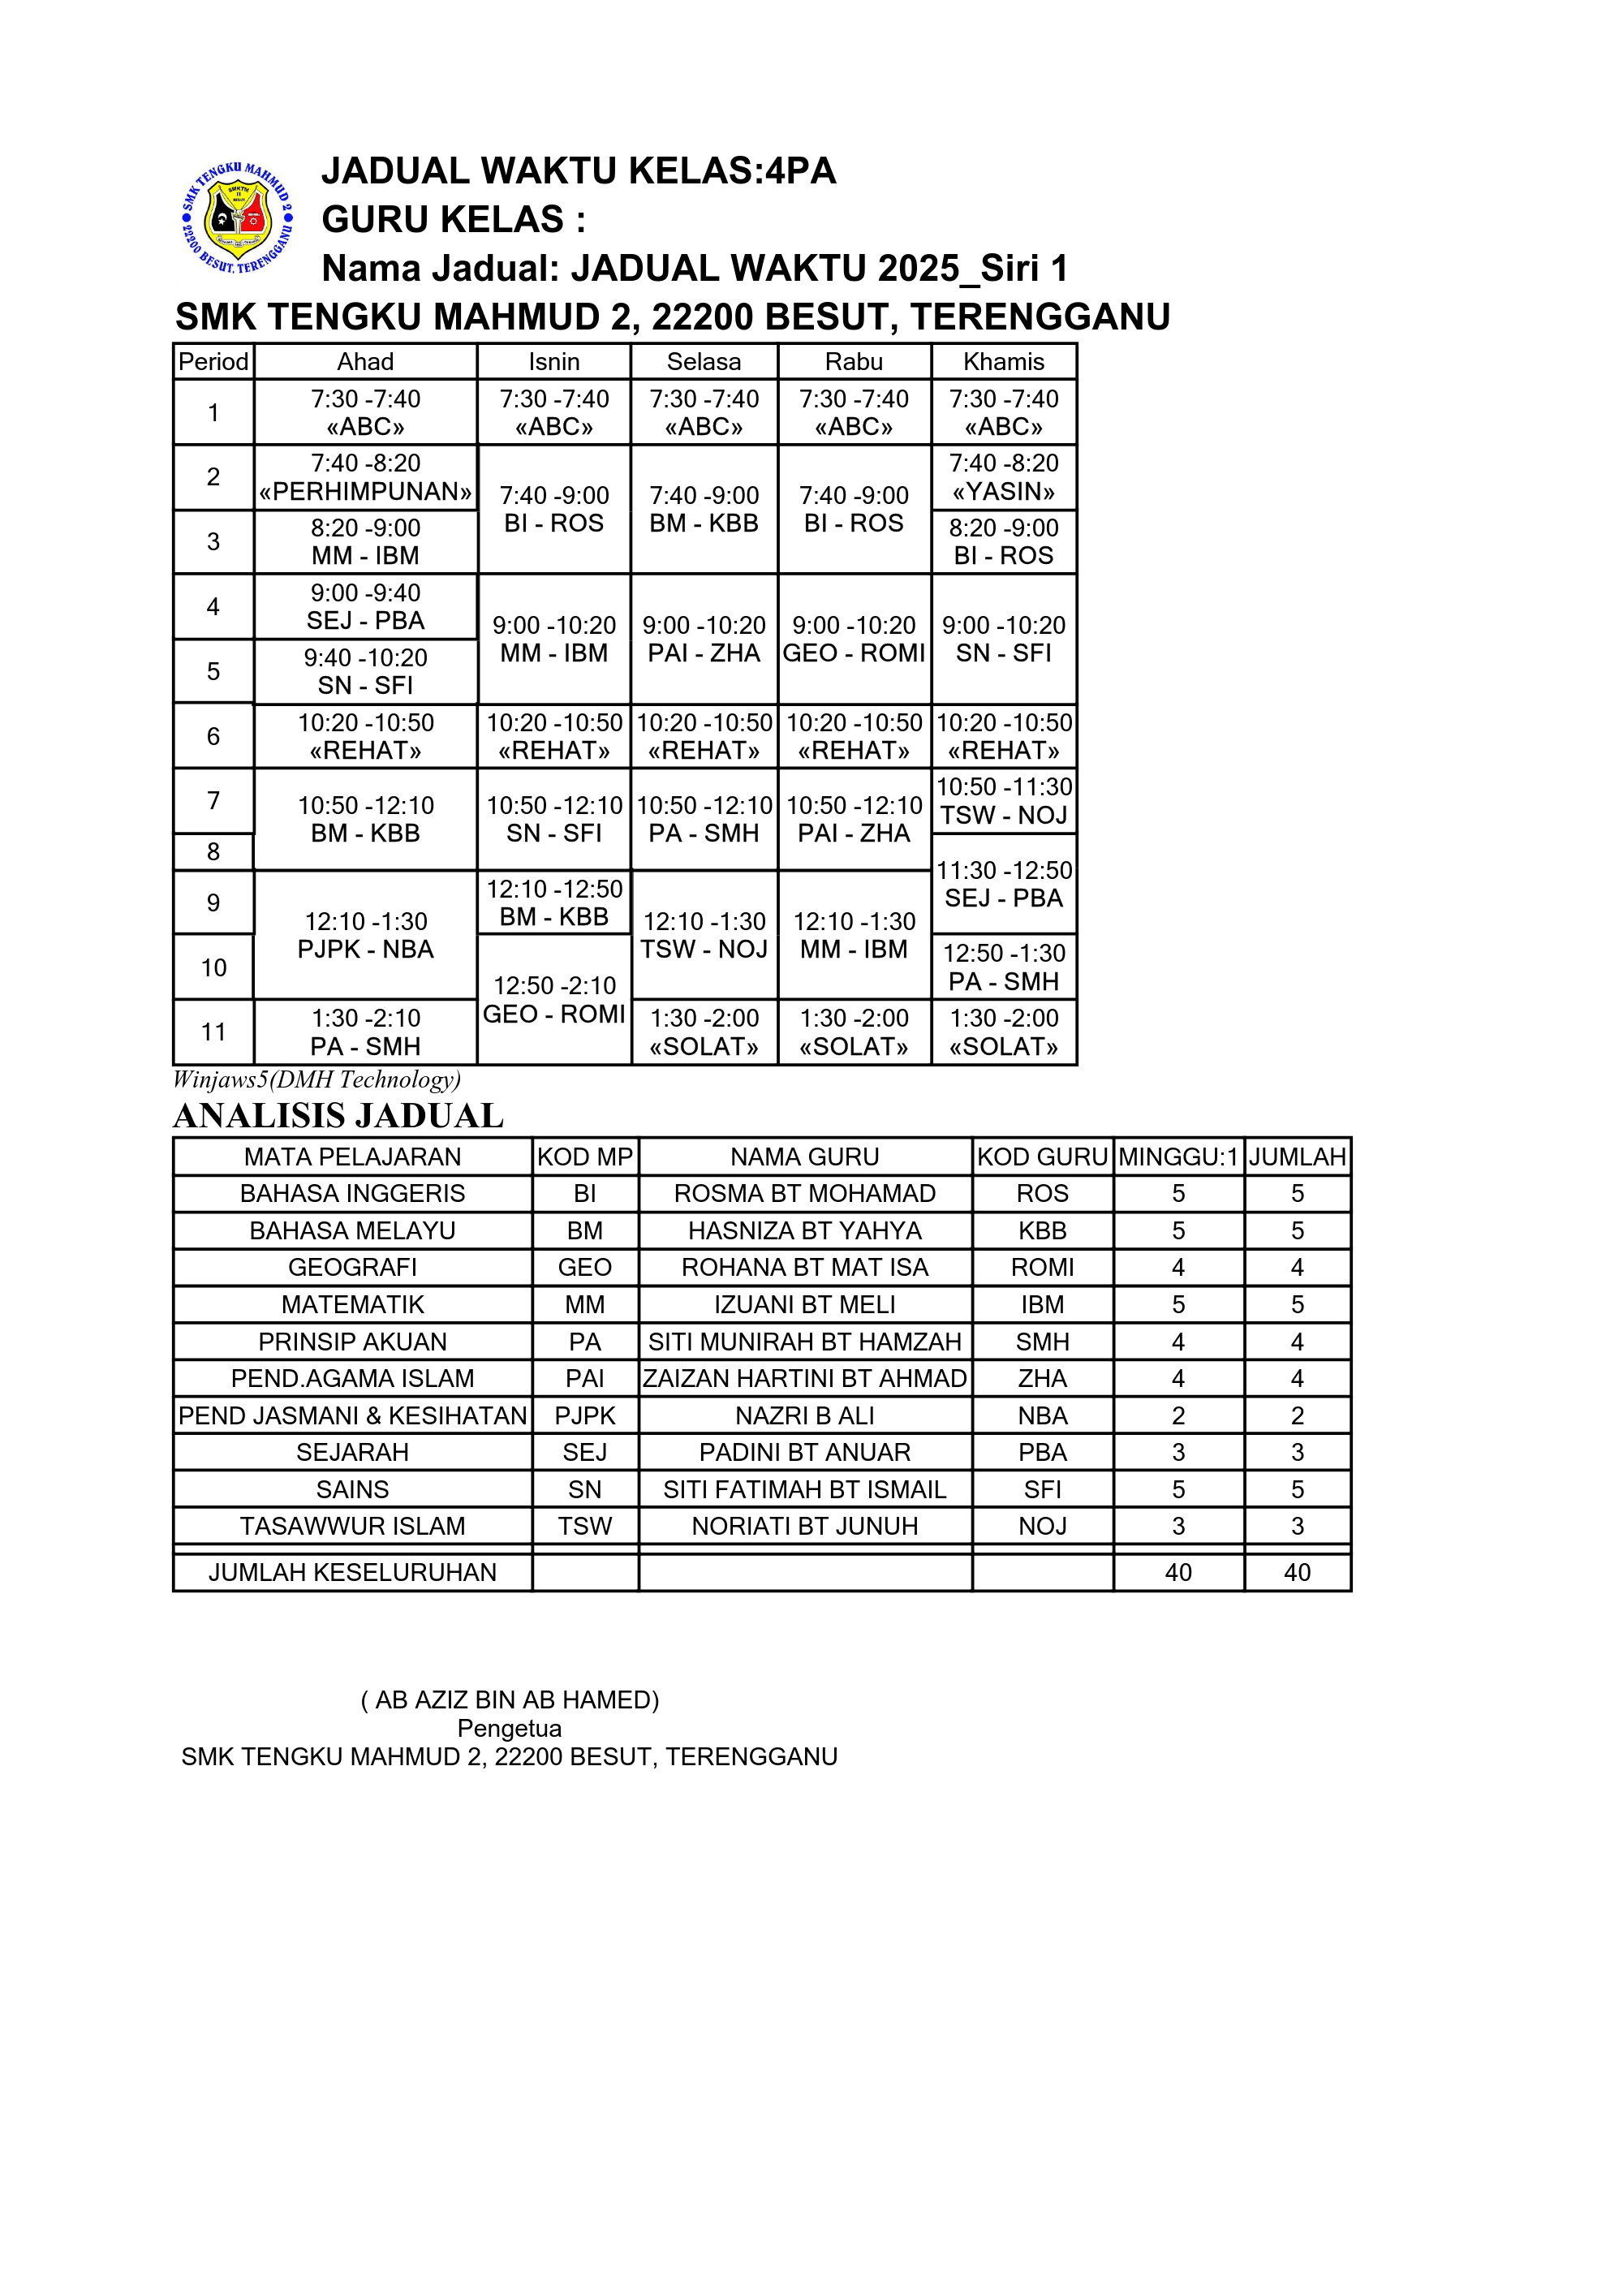 SMK TENGKU MAHMUD 2
22200 BESUT, TERENGGANU
JADUAL WAKTU KELAS:4PA
GURU KELAS :
Nama Jadual: JADUAL WAKTU 2025_Siri 1
SMK TENGKU MAHMUD 2, 22200 BESUT, TERENGGANU
Period Ahad Isnin Selasa Rabu Khamis
1 7:30 -7:40 «ABC» 7:30 -7:40 «ABC» 7:30 -7:40 «ABC» 7:30 -7:40 «ABC» 7:30 -7:40 «ABC»
2 7:40 -8:20 «PERHIMPUNAN» 7:40 -9:00 BI - ROS 7:40 -9:00 BM - KBB 7:40 -9:00 BI - ROS 7:40 -8:20 «YASIN»
3 8:20 -9:00 MM - IBM 8:20 -9:00 BI - ROS
4 9:00 -9:40 SEJ - PBA 9:00 -10:20 MM - IBM 9:00 -10:20 PAI - ZHA 9:00 -10:20 GEO - ROMI 9:00 -10:20 SN - SFI
5 9:40 -10:20 SN - SFI
6 10:20 -10:50 «REHAT» 10:20 -10:50 «REHAT» 10:20 -10:50 «REHAT» 10:20 -10:50 «REHAT» 10:20 -10:50 «REHAT»
7 10:50 -12:10 BM - KBB 10:50 -12:10 SN - SFI 10:50 -12:10 PA - SMH 10:50 -12:10 PAI - ZHA 10:50 -11:30 TSW - NOJ
8 11:30 -12:50 SEJ - PBA
9 12:10 -1:30 PJPK - NBA 12:10 -12:50 BM - KBB 12:10 -1:30 TSW - NOJ 12:10 -1:30 MM - IBM
10 12:50 -2:10 GEO - ROMI 12:50 -1:30 PA - SMH
11 1:30 -2:10 PA - SMH 1:30 -2:00 «SOLAT» 1:30 -2:00 «SOLAT» 1:30 -2:00 «SOLAT»
Winjaws5(DMH Technology)
ANALISIS JADUAL
MATA PELAJARAN KOD MP NAMA GURU KOD GURU MINGGU:1 JUMLAH
BAHASA INGGERIS BI ROSMA BT MOHAMAD ROS 5 5
BAHASA MELAYU BM HASNIZA BT YAHYA KBB 5 5
GEOGRAFI GEO ROHANA BT MAT ISA ROMI 4 4
MATEMATIK MM IZUANI BT MELI IBM 5 5
PRINSIP AKUAN PA SITI MUNIRAH BT HAMZAH SMH 4 4
PEND.AGAMA ISLAM PAI ZAIZAN HARTINI BT AHMAD ZHA 4 4
PEND JASMANI & KESIHATAN PJPK NAZRI B ALI NBA 2 2
SEJARAH SEJ PADINI BT ANUAR PBA 3 3
SAINS SN SITI FATIMAH BT ISMAIL SFI 5 5
TASAWWUR ISLAM TSW NORIATI BT JUNUH NOJ 3 3
JUMLAH KESELURUHAN 40 40
( AB AZIZ BIN AB HAMED)
Pengetua
SMK TENGKU MAHMUD 2, 22200 BESUT, TERENGGANU